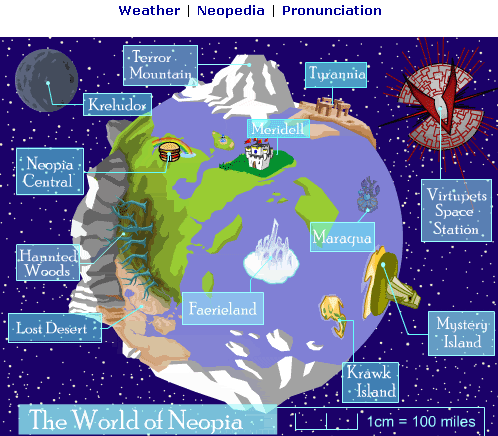 Weather | Neopedia | Pronunciation
Terror
Mountain
Tyrannia
Kreludor
Meridell
Neopia
Central
Virtupets
Space
Station
Maraqua
Haunted
Woods
Faerieland
Lost Desert
Mystery
Island
Krawk
Island
The World of Neopia
1cm = 100 miles